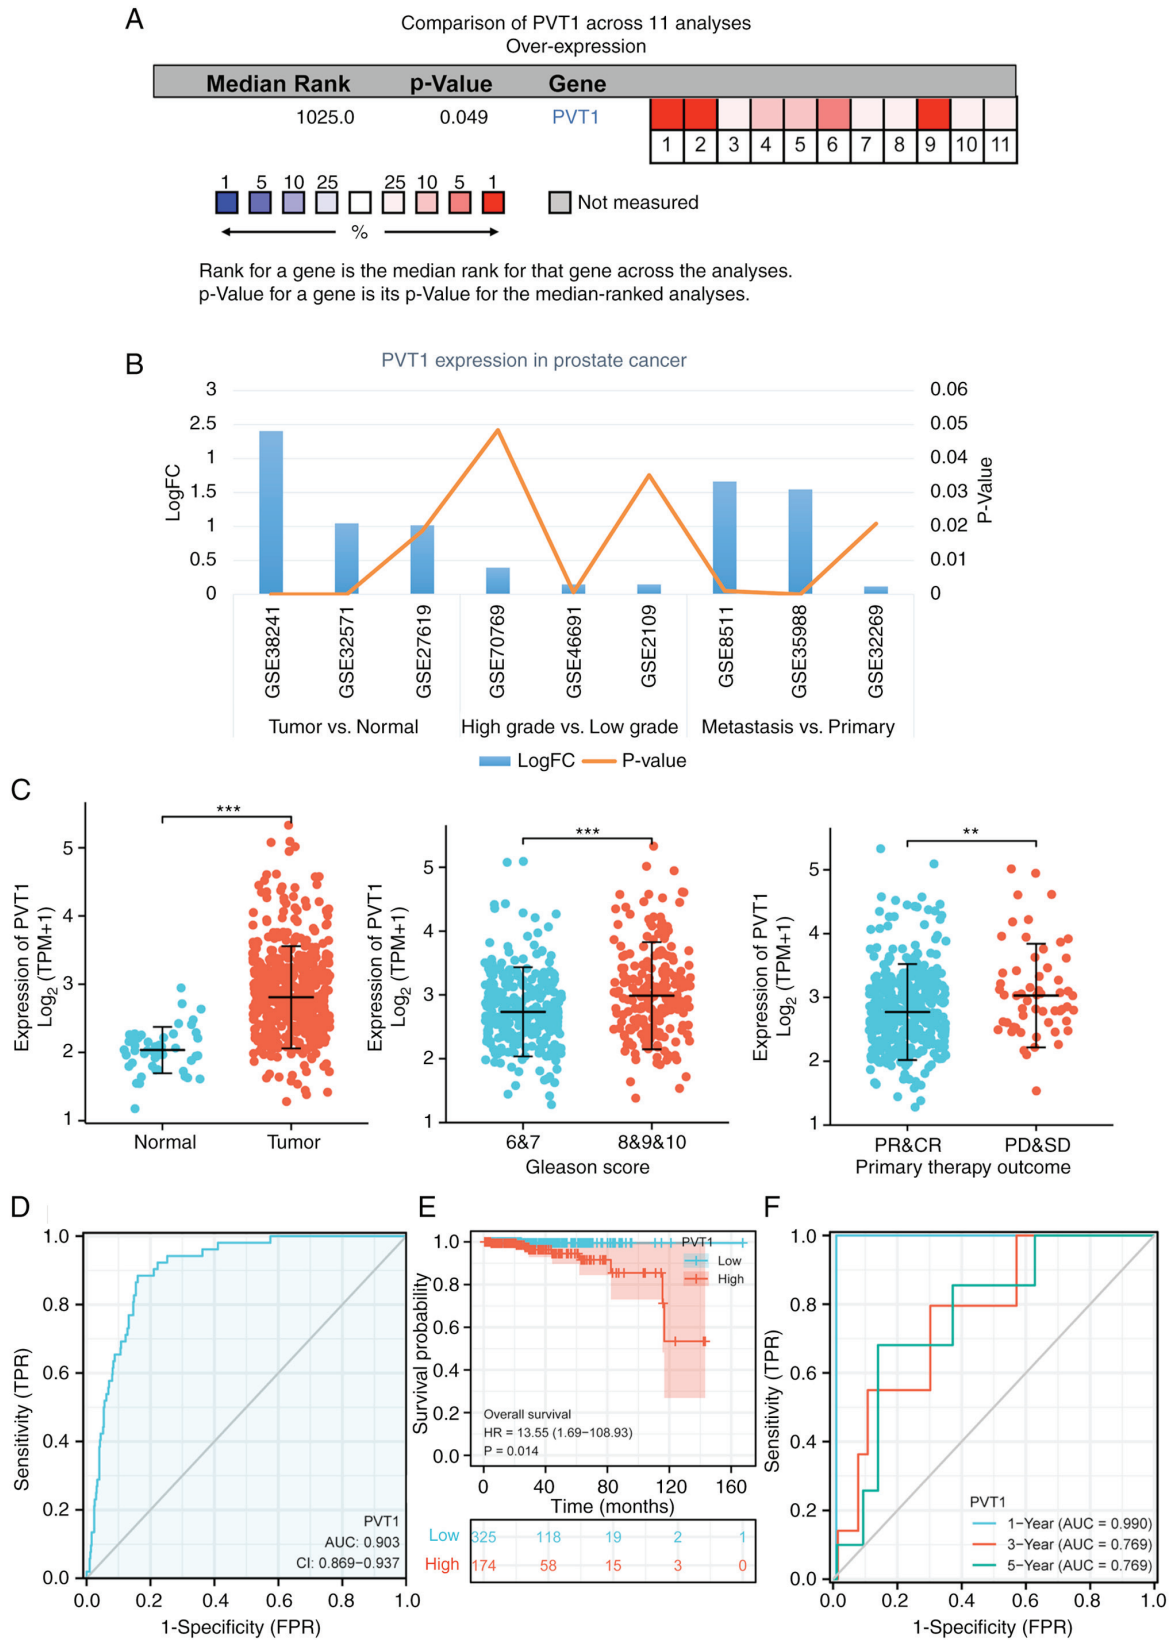 A
Comparison of PVT1 across 11 analyses
Over-expression
Median Rank p-Value Gene
1025.0 0.049 PVT1
1 2 3 4 5 6 7 8 9 10 11
1 5 10 25 25 10 5 1
%
Not measured
Rank for a gene is the median rank for that gene across the analyses.
p-Value for a gene is its p-Value for the median-ranked analyses.
B
PVT1 expression in prostate cancer
LogFC
3
2.5
1
1.5
1
0.5
0
0.06
0.05
0.04
0.03
0.02
0.01
0
P-Value
GSE38241
GSE32571
GSE27619
GSE70769
GSE46691
GSE2109
GSE8511
GSE35988
GSE32269
Tumor vs. Normal High grade vs. Low grade Metastasis vs. Primary
LogFC P-value
C
Expression of PVT1
Log2 (TPM+1)
5
4
3
2
1
***
Normal Tumor
Expression of PVT1
Log2 (TPM+1)
5
4
3
2
1
***
6&7 8&9&10
Gleason score
Expression of PVT1
Log2 (TPM+1)
5
4
3
2
1
**
PR&CR PD&SD
Primary therapy outcome
D
Sensitivity (TPR)
1.0
0.8
0.6
0.4
0.2
0.0
PVT1
AUC: 0.903
CI: 0.869–0.937
0.0 0.2 0.4 0.6 0.8 1.0
1-Specificity (FPR)
E
Survival probability
1.0
0.8
0.6
0.4
0.2
0.0
PVT1
Low
High
Overall survival
HR = 13.55 (1.69–108.93)
P = 0.014
0 40 80 120 160
Time (months)
Low 325 118 19 2 1
High 174 58 15 3 0
F
Sensitivity (TPR)
1.0
0.8
0.6
0.4
0.2
0.0
PVT1
1–Year (AUC = 0.990)
3–Year (AUC = 0.769)
5–Year (AUC = 0.769)
0.0 0.2 0.4 0.6 0.8 1.0
1-Specificity (FPR)